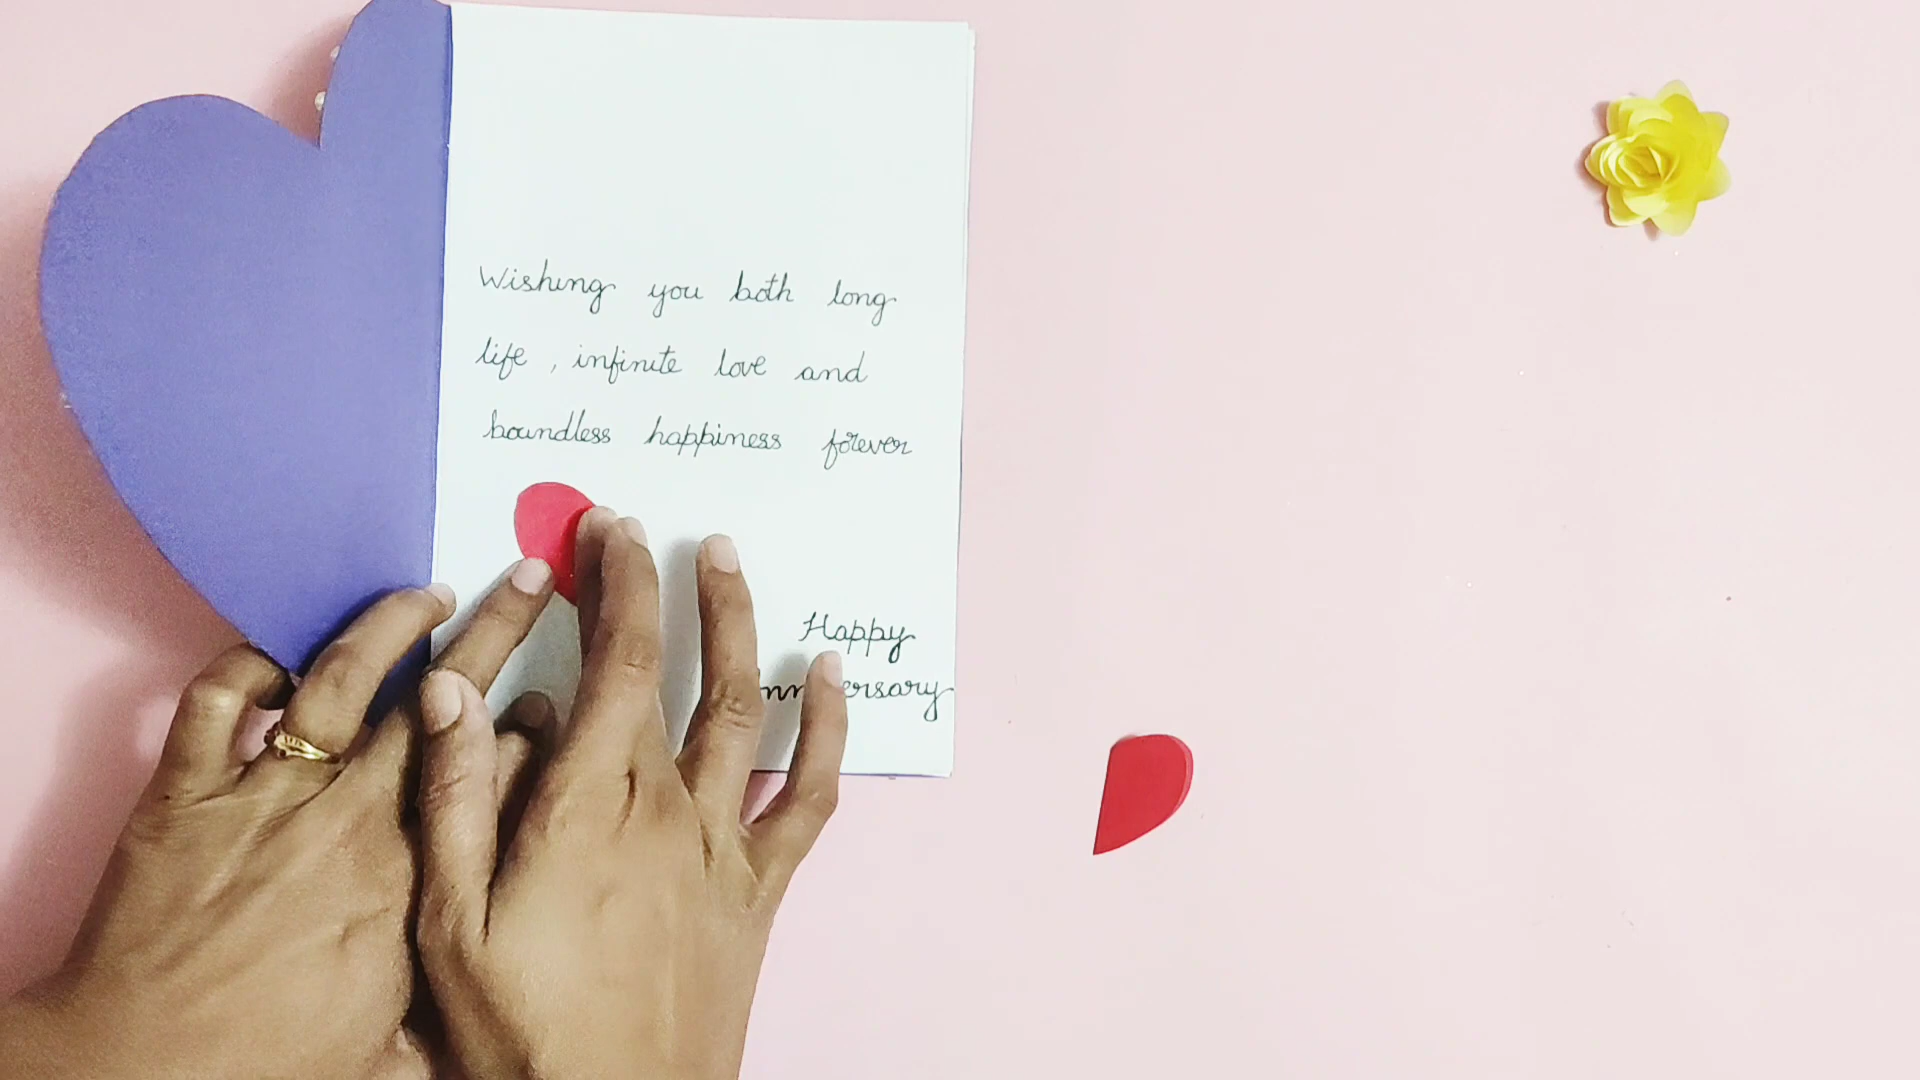 Wishing you both long
life, infinite love and
boundless happiness forever
Happy